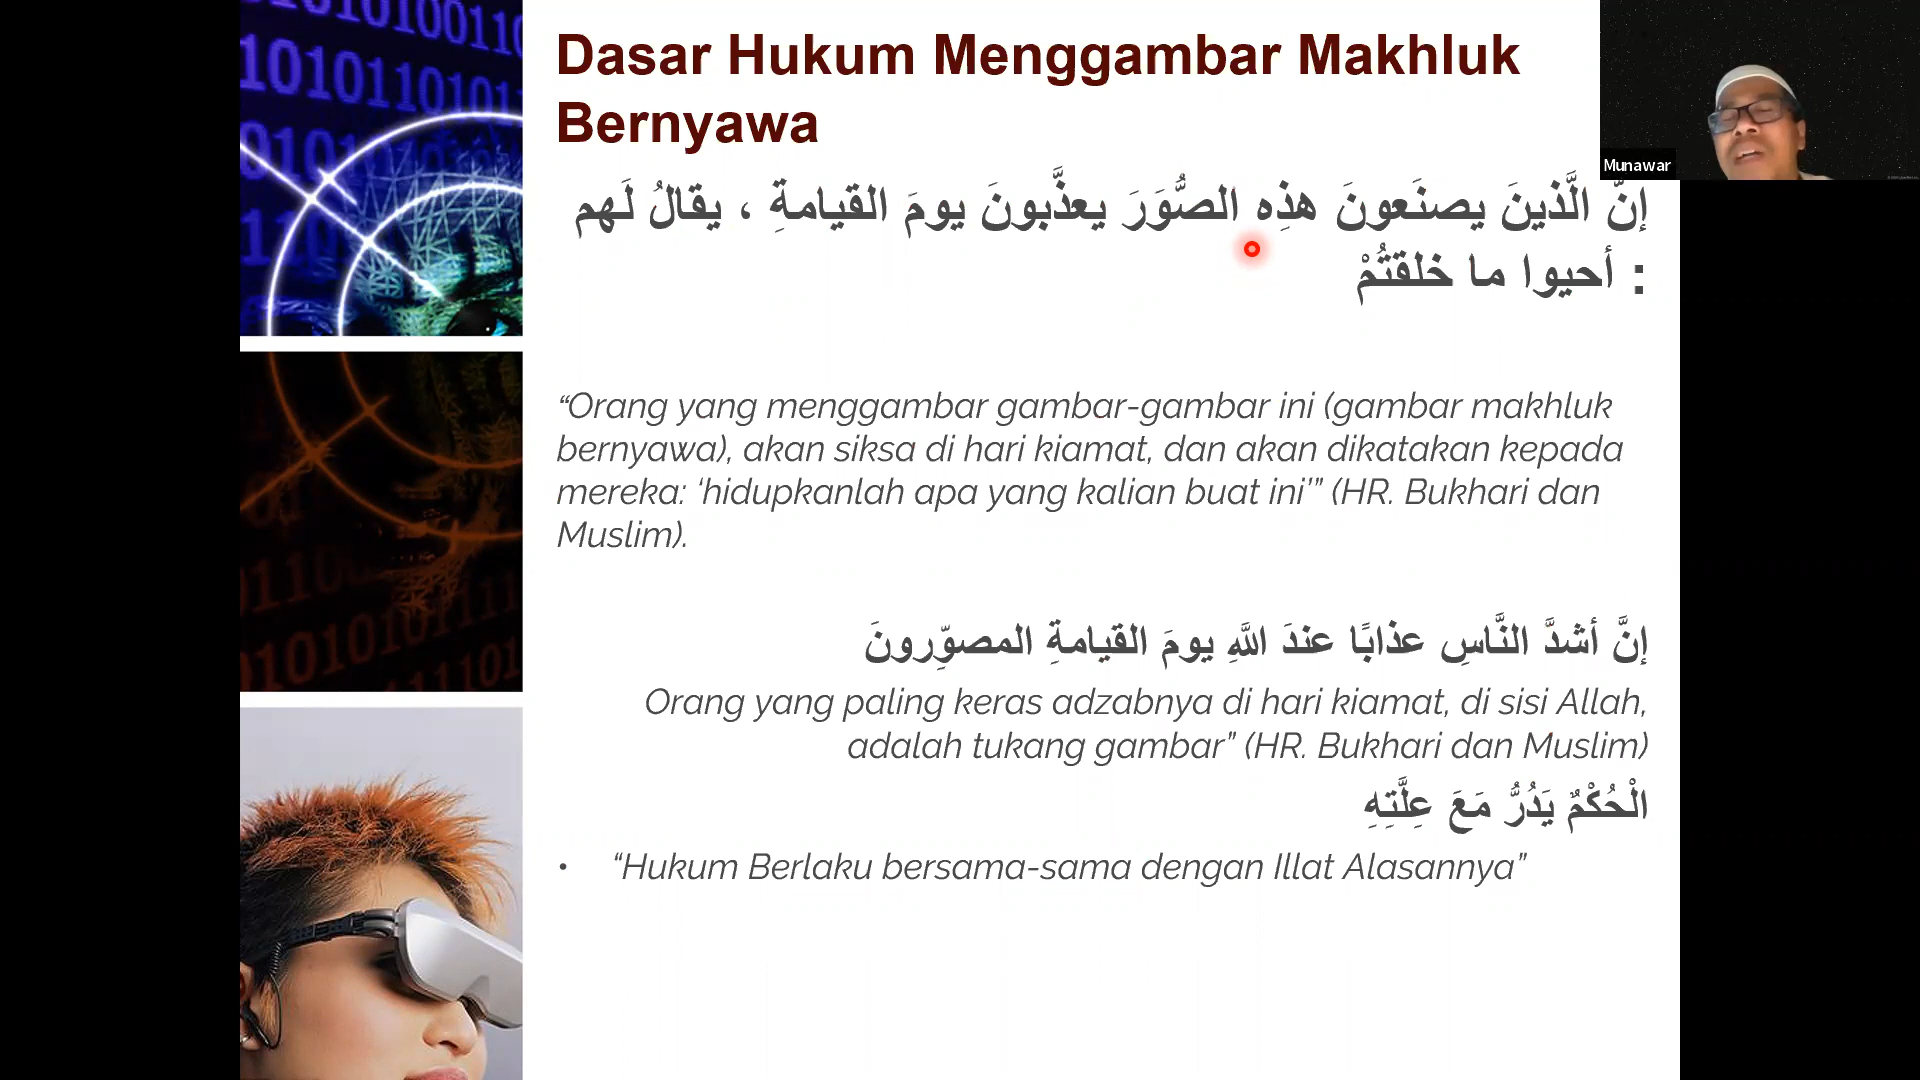 Dasar Hukum Menggambar Makhluk
Bernyawa
إنَّ الَّذينَ يصنَعونَ هذِه الصُّوَرَ يعذَّبونَ يومَ القيامةِ ، يقالُ لَهم
: أحيوا ما خلقتُمْ
“Orang yang menggambar gambar-gambar ini (gambar makhluk
bernyawa), akan siksa di hari kiamat, dan akan dikatakan kepada
mereka: ‘hidupkanlah apa yang kalian buat ini’” (HR. Bukhari dan
Muslim).
إنَّ أشدَّ النَّاسِ عذابًا عندَ اللَّهِ يومَ القيامةِ المصوِّرونَ
Orang yang paling keras adzabnya di hari kiamat, di sisi Allah,
adalah tukang gambar” (HR. Bukhari dan Muslim)
الْحُكْمٌ يَدُرُّ مَعَ عِلَّتِهِ
• “Hukum Berlaku bersama-sama dengan Illat Alasannya”
Munawar